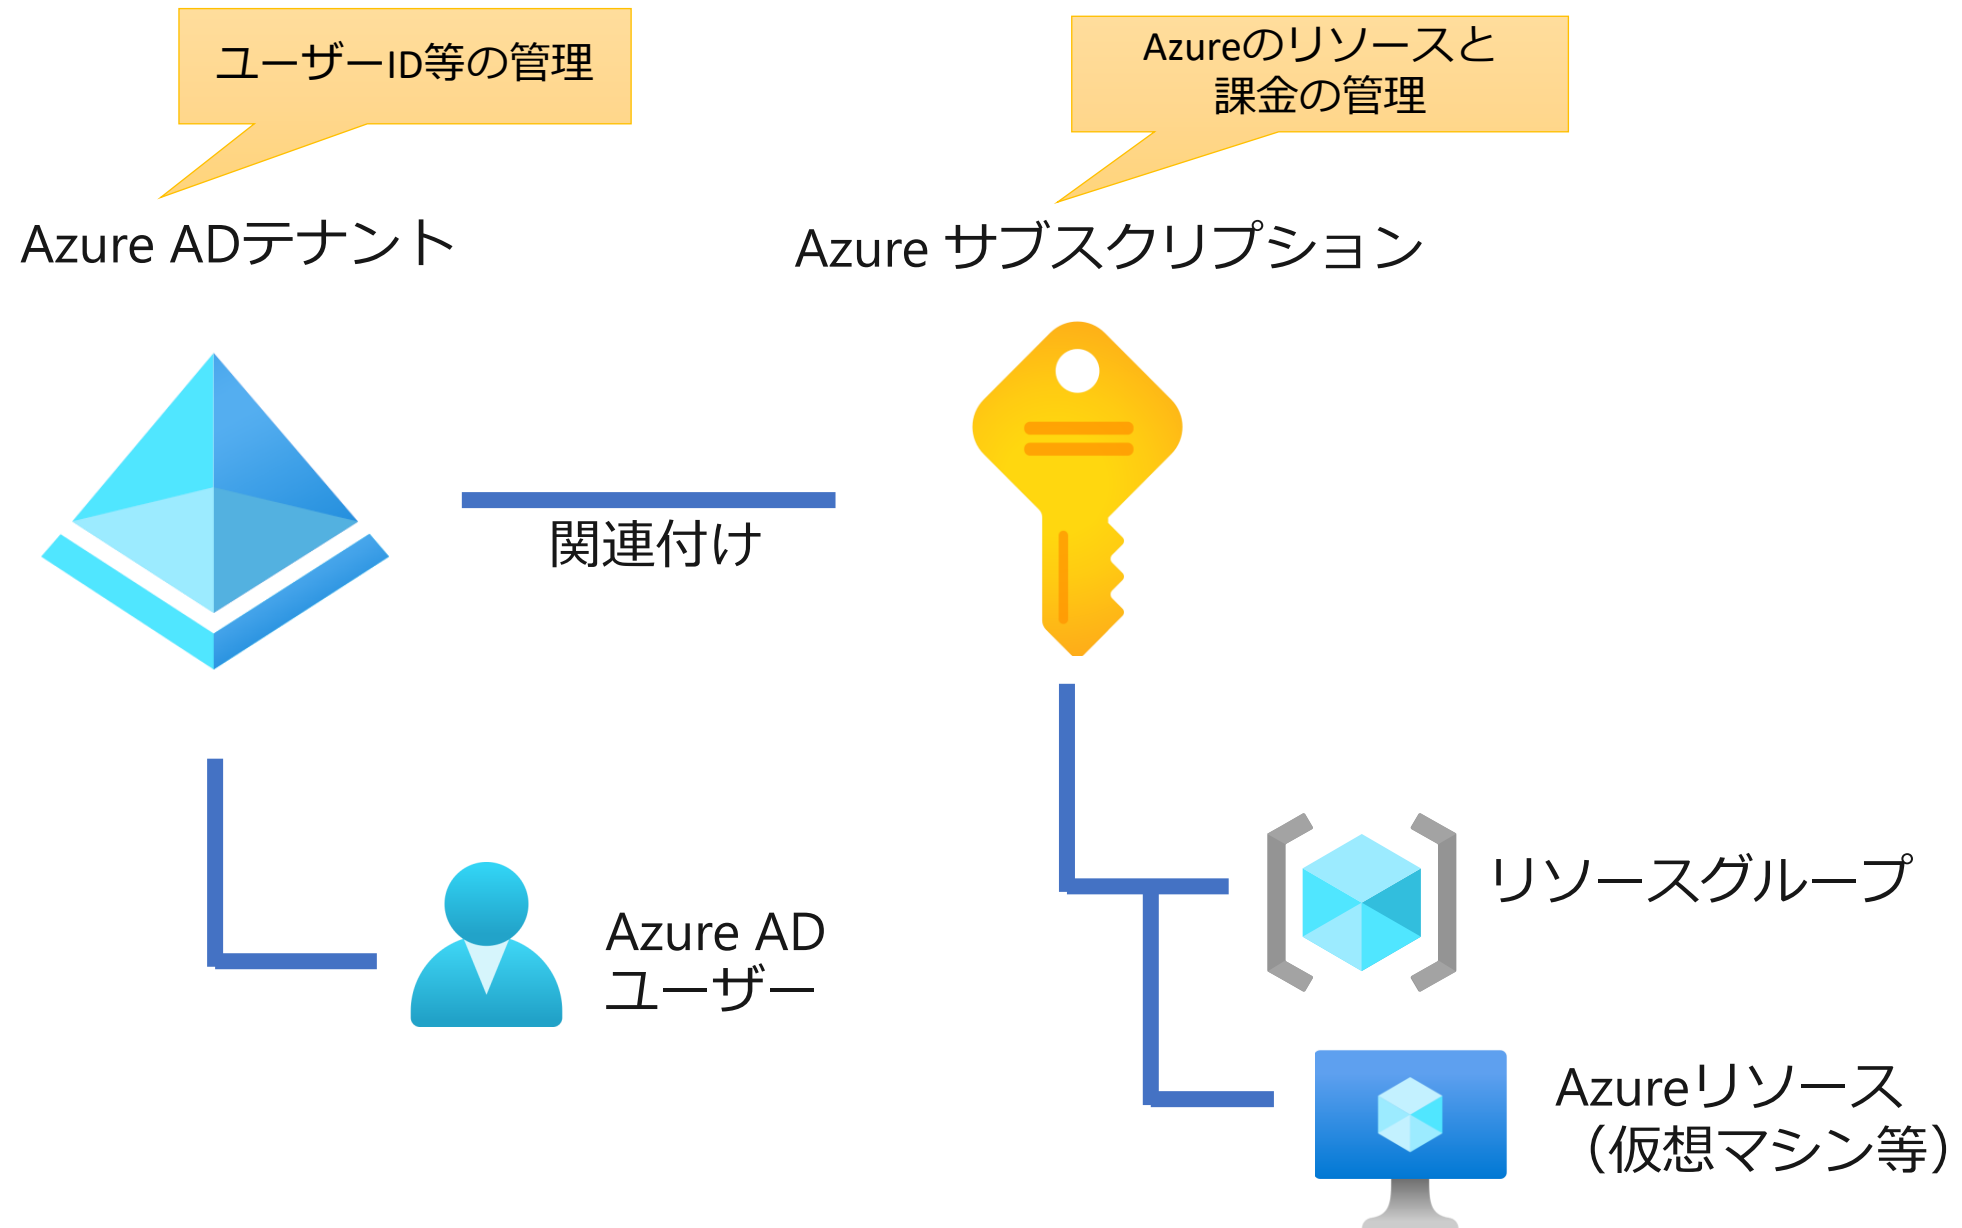 ユーザーID等の管理
Azureのリソースと
課金の管理
Azure ADテナント
Azure サブスクリプション
関連付け
Azure AD
ユーザー
リソースグループ
Azureリソース
（仮想マシン等）